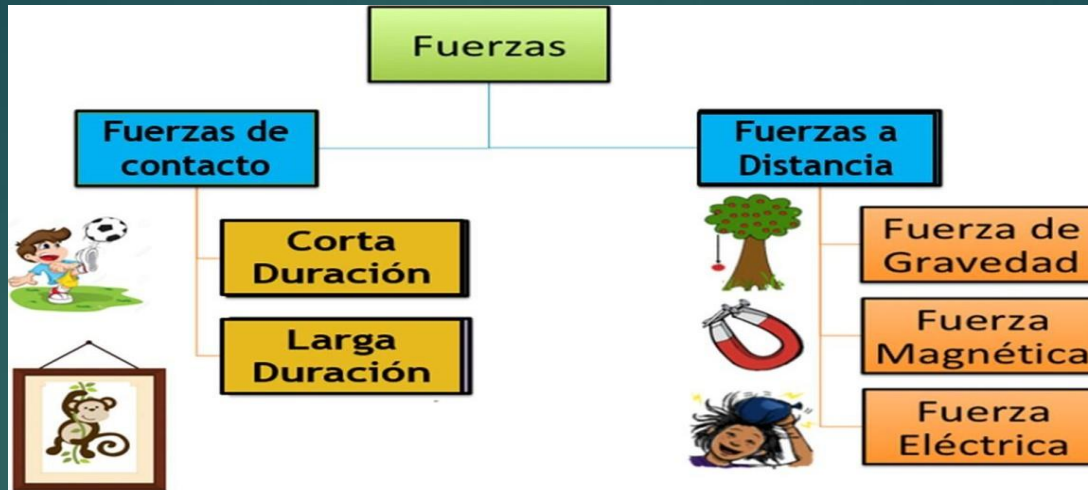 Fuerzas
Fuerzas de
contacto
Corta
Duración
Larga
Duración
Fuerzas a
Distancia
Fuerza de
Gravedad
Fuerza
Magnética
Fuerza
Eléctrica